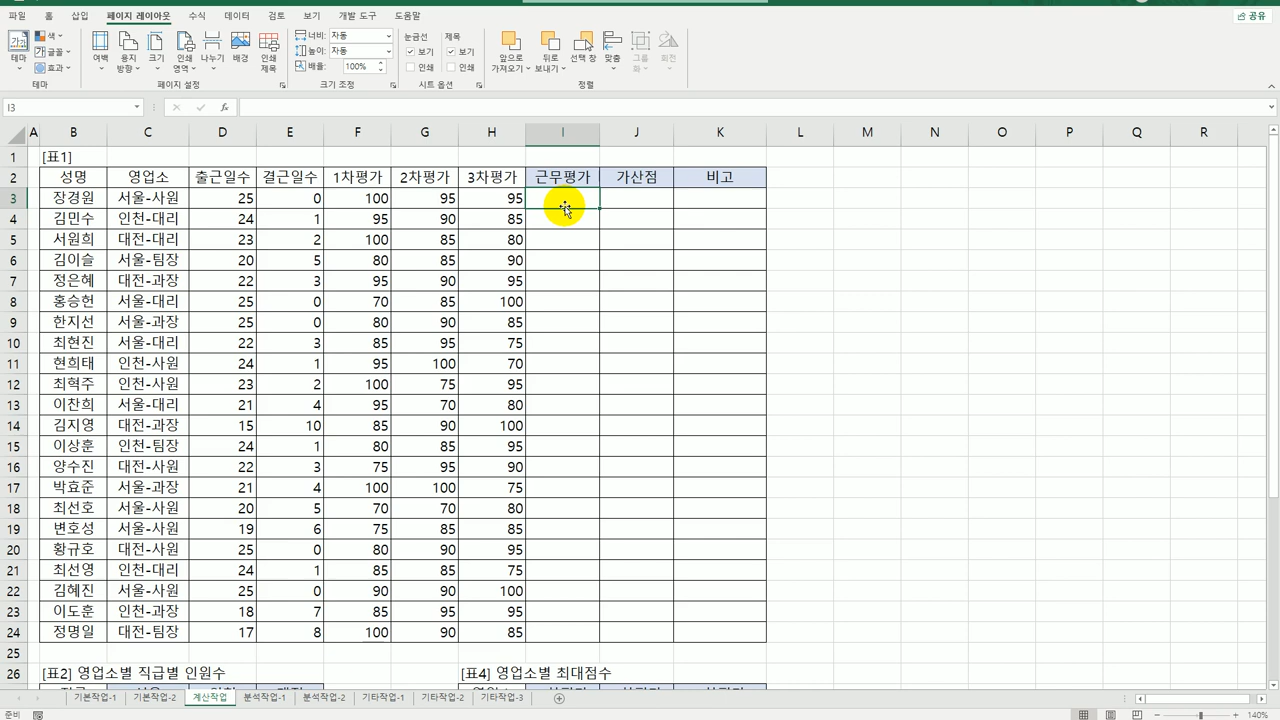 파일 홈 삽입 페이지 레이아웃 수식 데이터 검토 보기 개발 도구 도움말 공유
테마 색 글꼴 효과 여백 용지 방향 크기 인쇄 영역 나누기 배경 인쇄 제목 너비: 자동 높이: 자동 배율: 100% 눈금선 제목 보기 보기 인쇄 인쇄 앞으로 가져오기 뒤로 보내기 선택 창 맞춤 그룹화 회전
테마 페이지 설정 크기 조정 시트 옵션 정렬
I3 fx
A B C D E F G H I J K L M N O P Q R
1 [표1]
2 성명 영업소 출근일수 결근일수 1차평가 2차평가 3차평가 근무평가 가산점 비고
3 장경원 서울-사원 25 0 100 95 95
4 김민수 인천-대리 24 1 95 90 85
5 서원희 대전-대리 23 2 100 85 80
6 김이슬 서울-팀장 20 5 80 85 90
7 정은혜 대전-과장 22 3 95 90 95
8 홍승헌 서울-대리 25 0 70 85 100
9 한지선 서울-과장 25 0 80 90 85
10 최현진 서울-대리 22 3 85 95 75
11 현희태 인천-사원 24 1 95 100 70
12 최혁주 인천-사원 23 2 100 75 95
13 이찬희 서울-대리 21 4 95 70 80
14 김지영 대전-과장 15 10 85 90 100
15 이상훈 인천-팀장 24 1 80 85 95
16 양수진 대전-사원 22 3 75 95 90
17 박효준 서울-과장 21 4 100 100 75
18 최선호 서울-사원 20 5 70 70 80
19 변호성 서울-사원 19 6 75 85 85
20 황규호 대전-사원 25 0 80 90 95
21 최선영 인천-대리 24 1 85 85 75
22 김혜진 서울-사원 25 0 90 90 100
23 이도훈 인천-과장 18 7 85 95 95
24 정명일 대전-팀장 17 8 100 90 85
25
26 [표2] 영업소별 직급별 인원수 [표4] 영업소별 최대점수
기본작업-1 기본작업-2 계산작업 분석작업-1 분석작업-2 기타작업-1 기타작업-2 기타작업-3
준비 140%